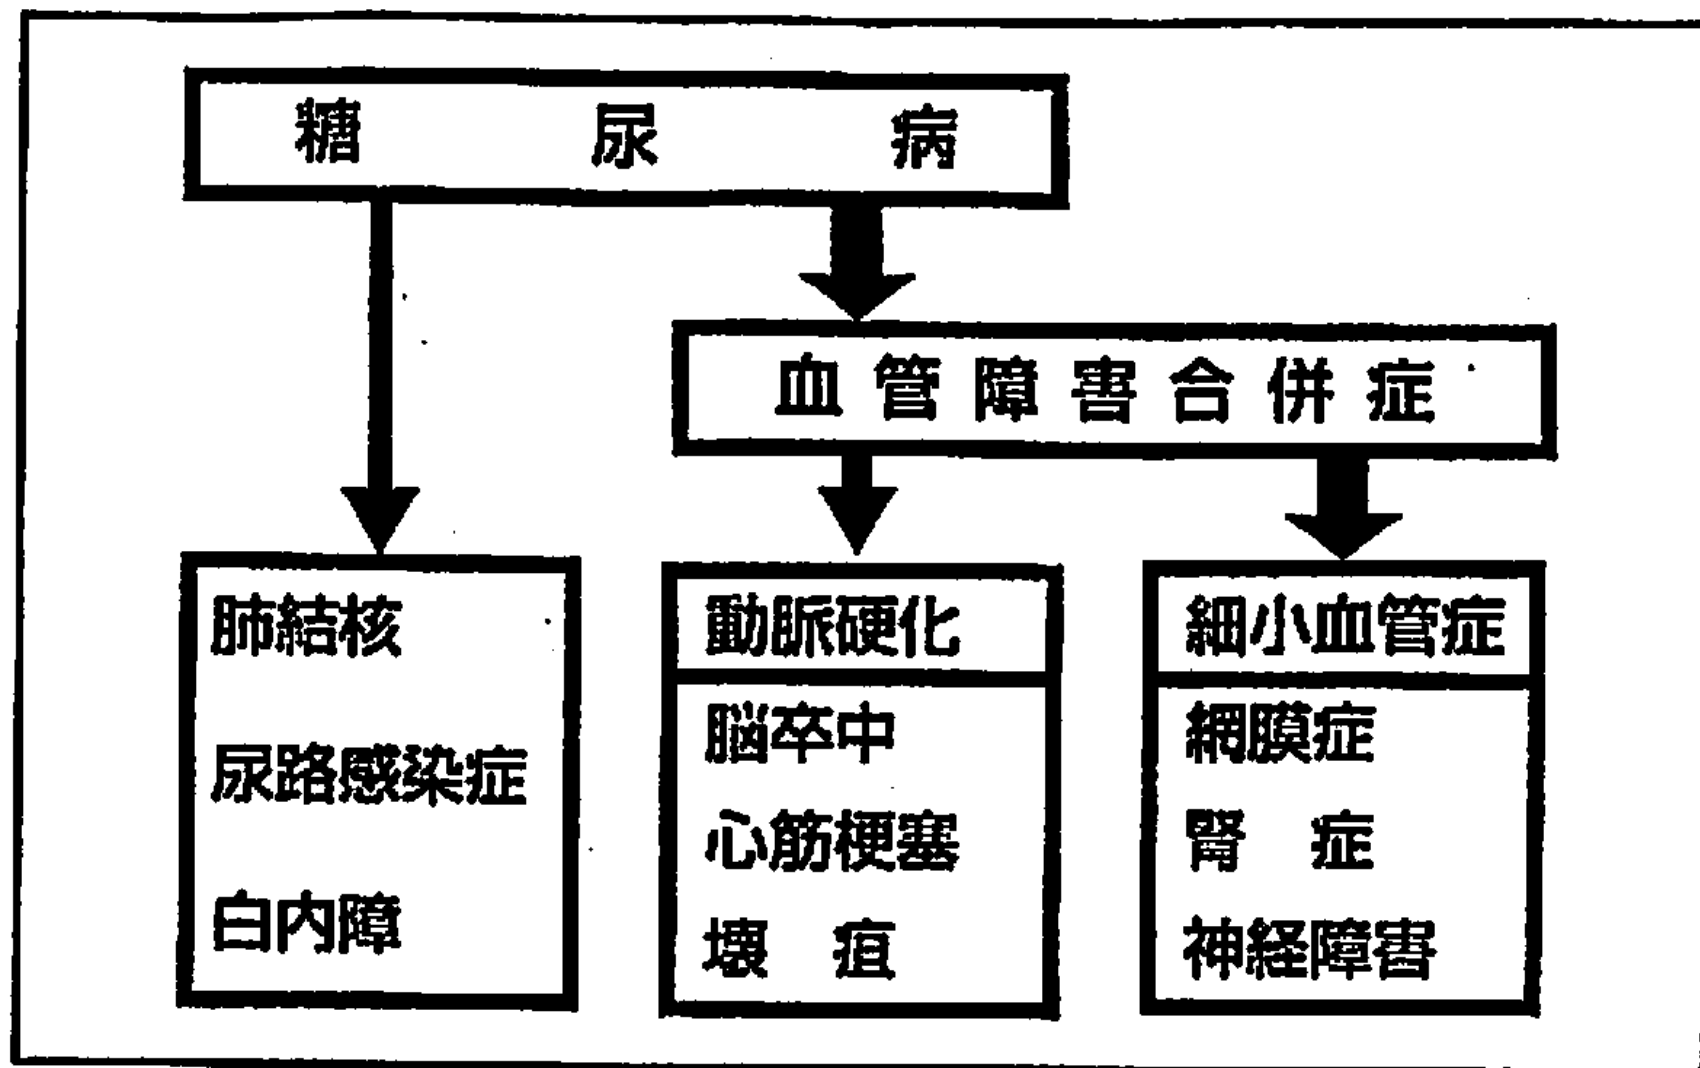 糖尿病
血管障害合併症
肺結核
尿路感染症
白内障
動脈硬化
脳卒中
心筋梗塞
壊疽
細小血管症
網膜症
腎症
神経障害